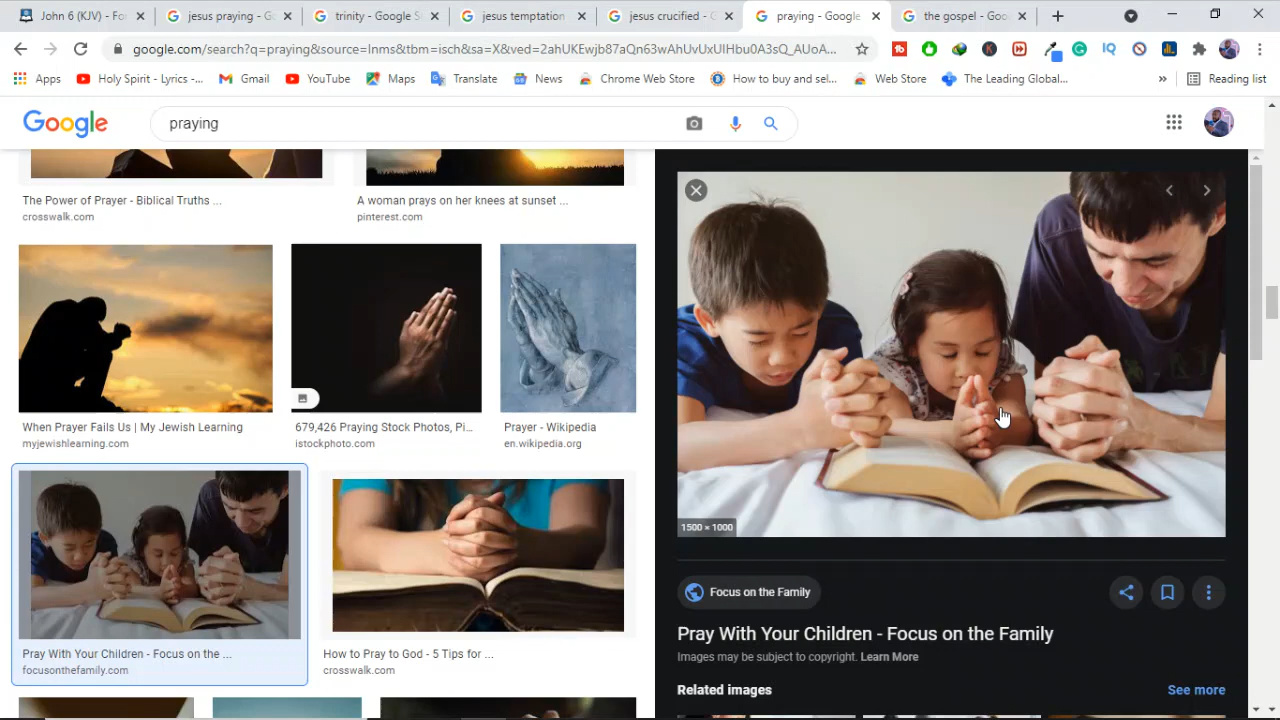 John 6 (KJV) - Fo
jesis praying - G
trinity - Google S
jesus temptation
jesus crucified - G
praying - Google
the gospel - Goo
google.com/search?q=praying&source=lnms&tbm=isch&sa=X&ved=2ahUKEwjb87aQn63wAhUvUxUIHbu0A3sQ_AUoA...
Apps
Holy Spirit - Lyrics -...
Gmail
YouTube
Maps
Translate
News
Chrome Web Store
How to buy and sel...
Web Store
The Leading Global...
»
Reading list
Google
praying
The Power of Prayer - Biblical Truths ...
crosswalk.com
A woman prays on her knees at sunset ...
pinterest.com
When Prayer Fails Us | My Jewish Learning
myjewishlearning.com
679,426 Praying Stock Photos, Pi...
istockphoto.com
Prayer - Wikipedia
en.wikipedia.org
Pray With Your Children - Focus on the ...
focusonthefamily.com
How to Pray to God - 5 Tips for ...
crosswalk.com
1500 × 1000
Focus on the Family
Pray With Your Children - Focus on the Family
Images may be subject to copyright. Learn More
Related images
See more